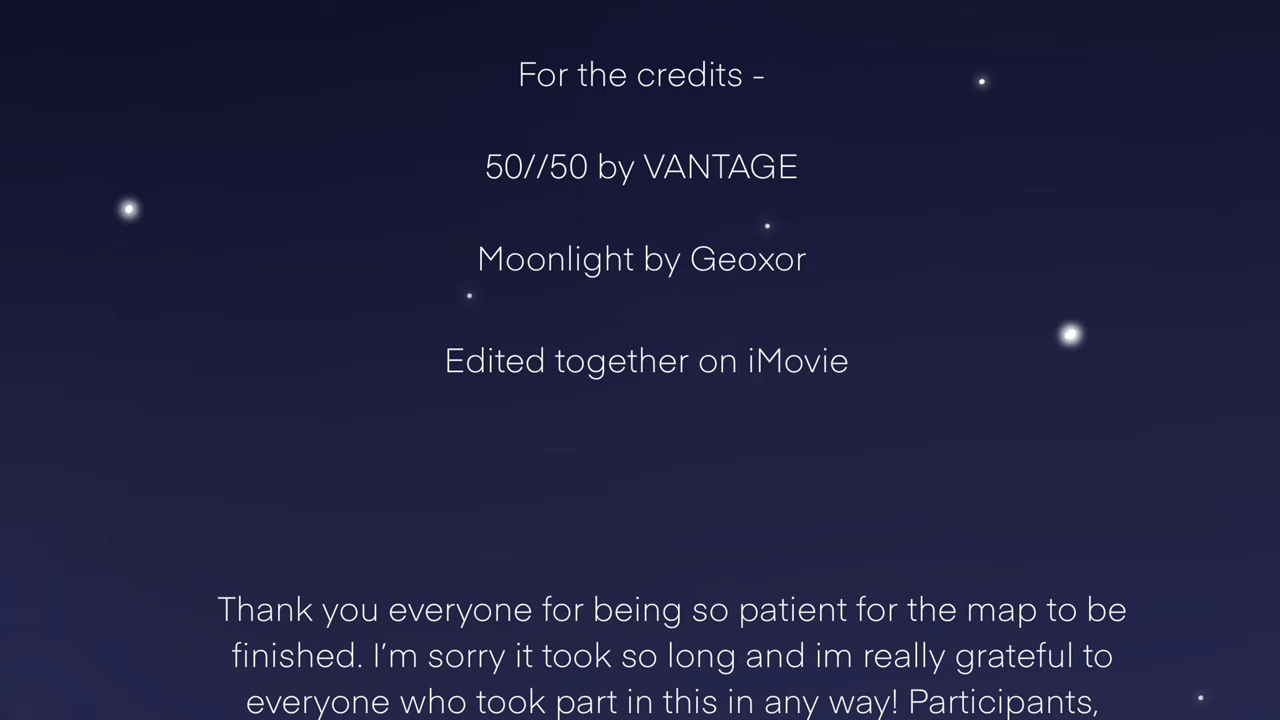 For the credits -
50//50 by VANTAGE
Moonlight by Geoxor
Edited together on iMovie
Thank you everyone for being so patient for the map to be
finished. I’m sorry it took so long and im really grateful to
everyone who took part in this in any way! Participants,